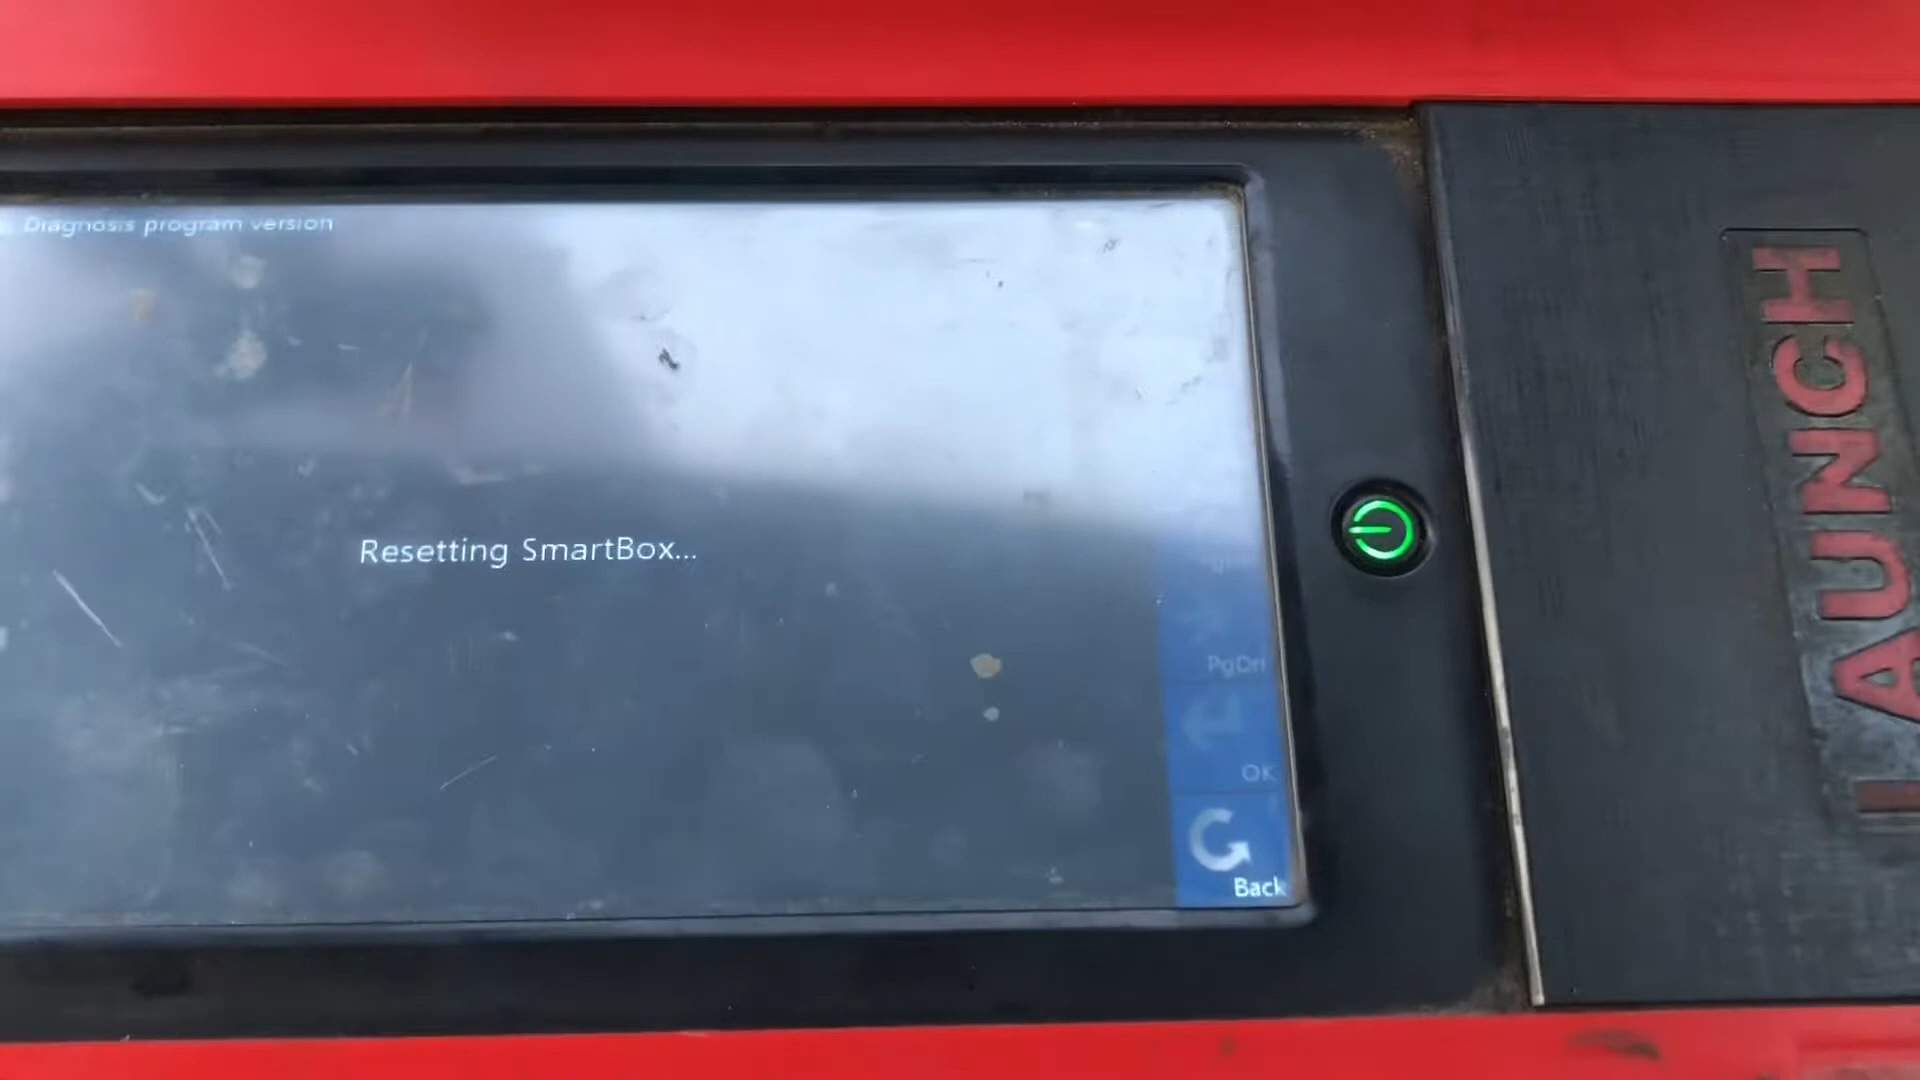 Diagnosis program version
Resetting SmartBox...
PgDn
OK
Back
LAUNCH